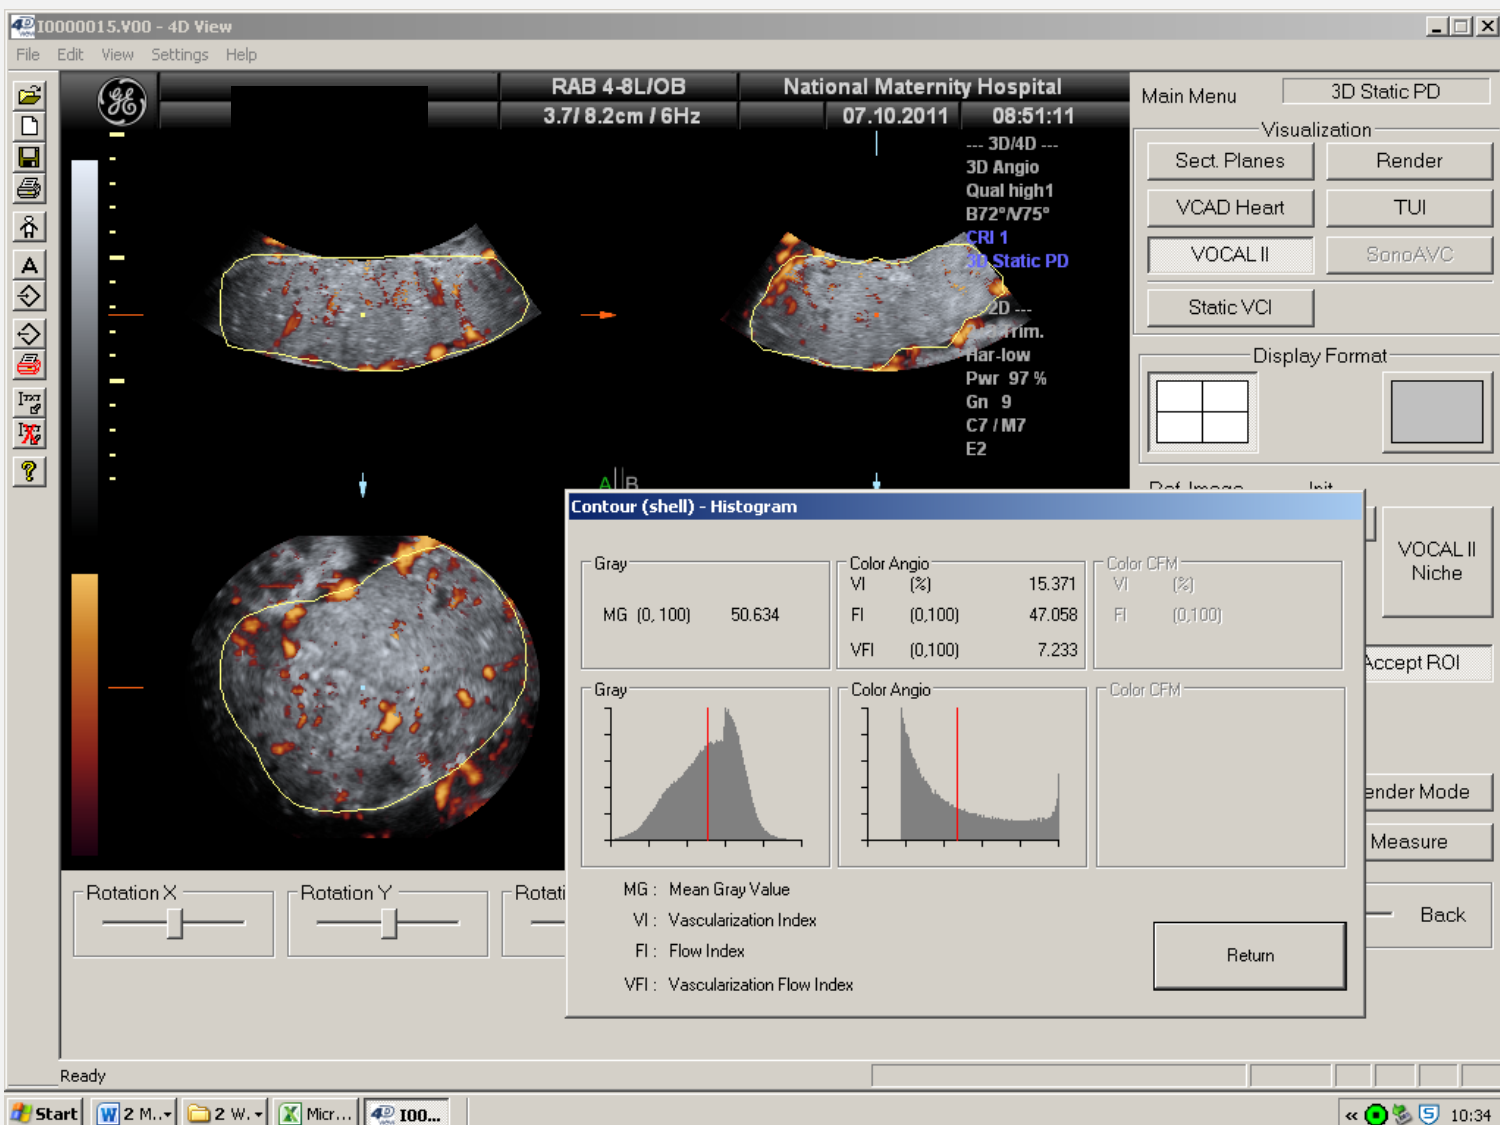 I0000015.V00 - 4D View
File Edit View Settings Help
RAB 4-8L/OB
3.7/ 8.2cm / 6Hz
National Maternity Hospital
07.10.2011 08:51:11
--- 3D/4D ---
3D Angio
Qual high1
B72°/V75°
CRI 1
3D Static PD
2D ---
rim.
Har-low
Pwr 97 %
Gn 9
C7 / M7
E2
A B
Main Menu
3D Static PD
Visualization
Sect. Planes Render
VCAD Heart TUI
VOCAL II SonoAVC
Static VCI
Display Format
Ref. Image Init
VOCAL II
Niche
Accept ROI
ender Mode
Measure
Back
Contour (shell) - Histogram
Gray
MG (0, 100) 50.634
Color Angio
VI (%) 15.371
FI (0,100) 47.058
VFI (0,100) 7.233
Color CFM
VI (%)
FI (0,100)
Gray
Color Angio
Color CFM
MG : Mean Gray Value
VI : Vascularization Index
FI : Flow Index
VFI : Vascularization Flow Index
Return
Rotation X
Rotation Y
Rotati
Ready
Start
2 M..
2 W.
Micr...
I00...
10:34